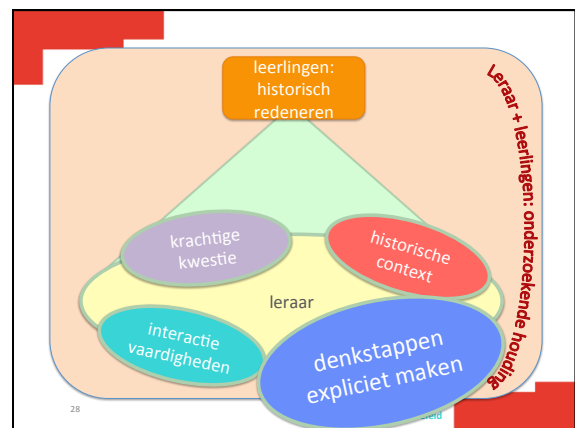 leerlingen:
historisch
redeneren
Leraar + leerlingen: onderzoekende houding
krachtige
kwestie
historische
context
leraar
interactie
vaardigheden
denkstappen
expliciet maken
28